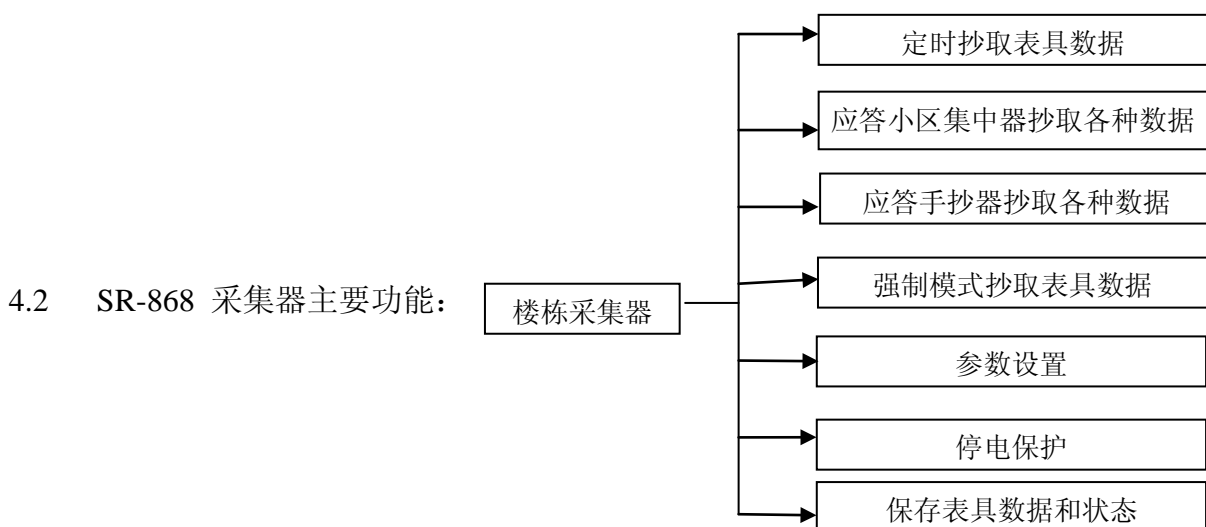 定时抄取表具数据
应答小区集中器抄取各种数据
应答手抄器抄取各种数据
强制模式抄取表具数据
4.2 SR-868 采集器主要功能：
楼栋采集器
参数设置
停电保护
保存表具数据和状态